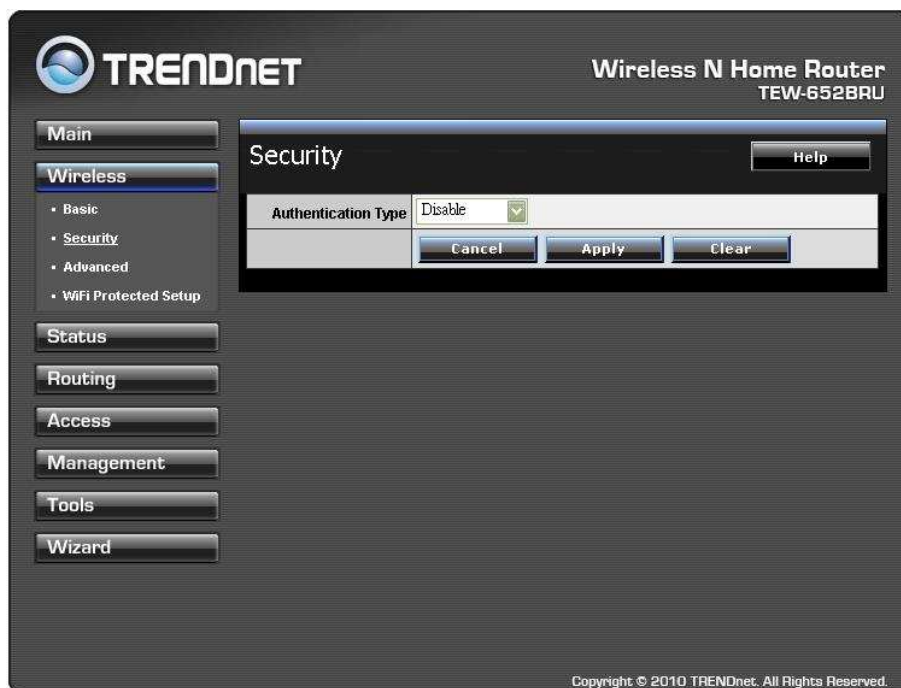 TRENDNET
Wireless N Home Router
TEW-652BRU
Main
Wireless
• Basic
• Security
• Advanced
• WiFi Protected Setup
Status
Routing
Access
Management
Tools
Wizard
Security
Help
Authentication Type Disable
Cancel Apply Clear
Copyright © 2010 TRENDnet. All Rights Reserved.